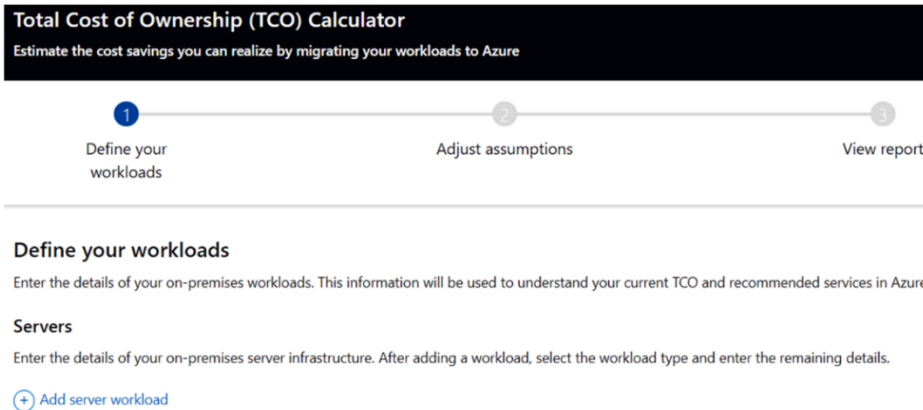 Total Cost of Ownership (TCO) Calculator
Estimate the cost savings you can realize by migrating your workloads to Azure
1
2
3
Define your
workloads
Adjust assumptions
View report
Define your workloads
Enter the details of your on-premises workloads. This information will be used to understand your current TCO and recommended services in Azure
Servers
Enter the details of your on-premises server infrastructure. After adding a workload, select the workload type and enter the remaining details.
Add server workload